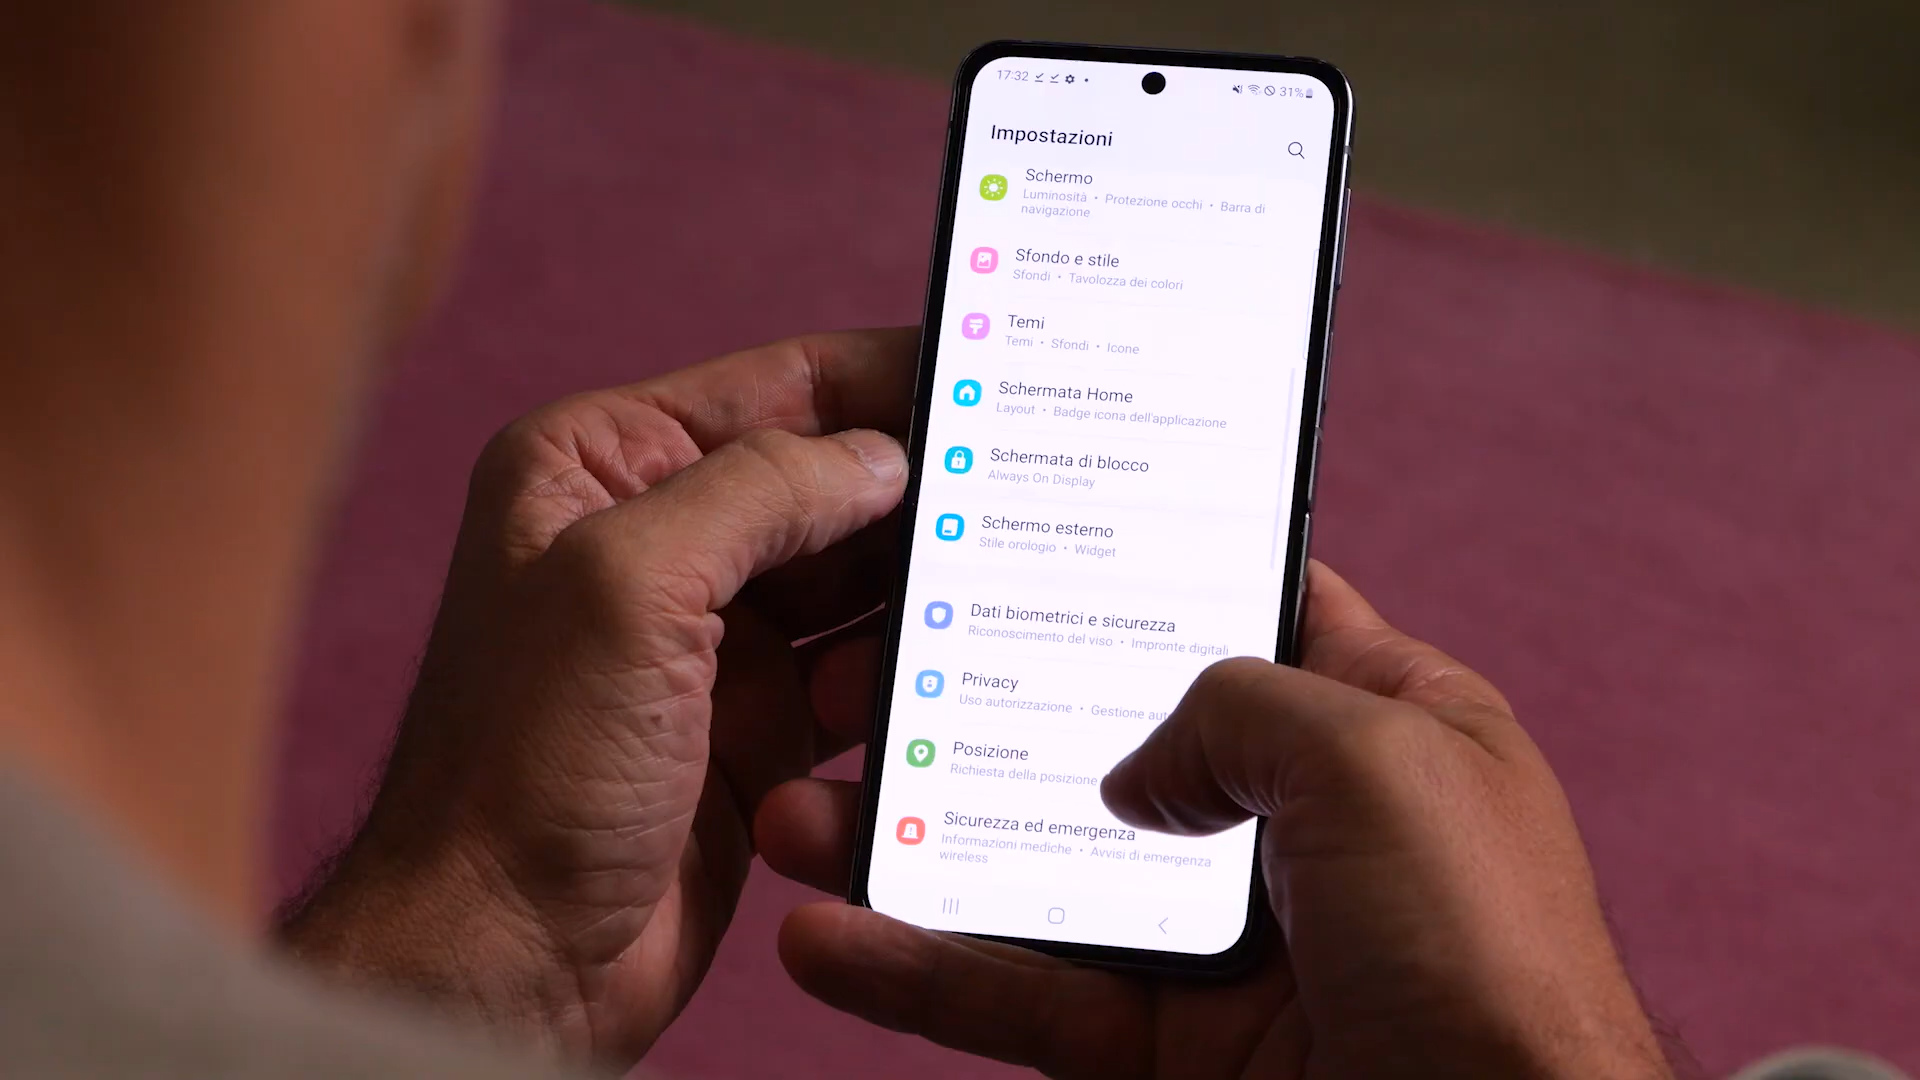 17:32 31%
Impostazioni
Schermo
Luminosità • Protezione occhi • Barra di
navigazione
Sfondo e stile
Sfondi • Tavolozza dei colori
Temi
Temi • Sfondi • Icone
Schermata Home
Layout • Badge icona dell'applicazione
Schermata di blocco
Always On Display
Schermo esterno
Stile orologio • Widget
Dati biometrici e sicurezza
Riconoscimento del viso • Impronte digitali
Privacy
Uso autorizzazione • Gestione aut
Posizione
Richiesta della posizione
Sicurezza ed emergenza
Informazioni mediche • Avvisi di emergenza
wireless